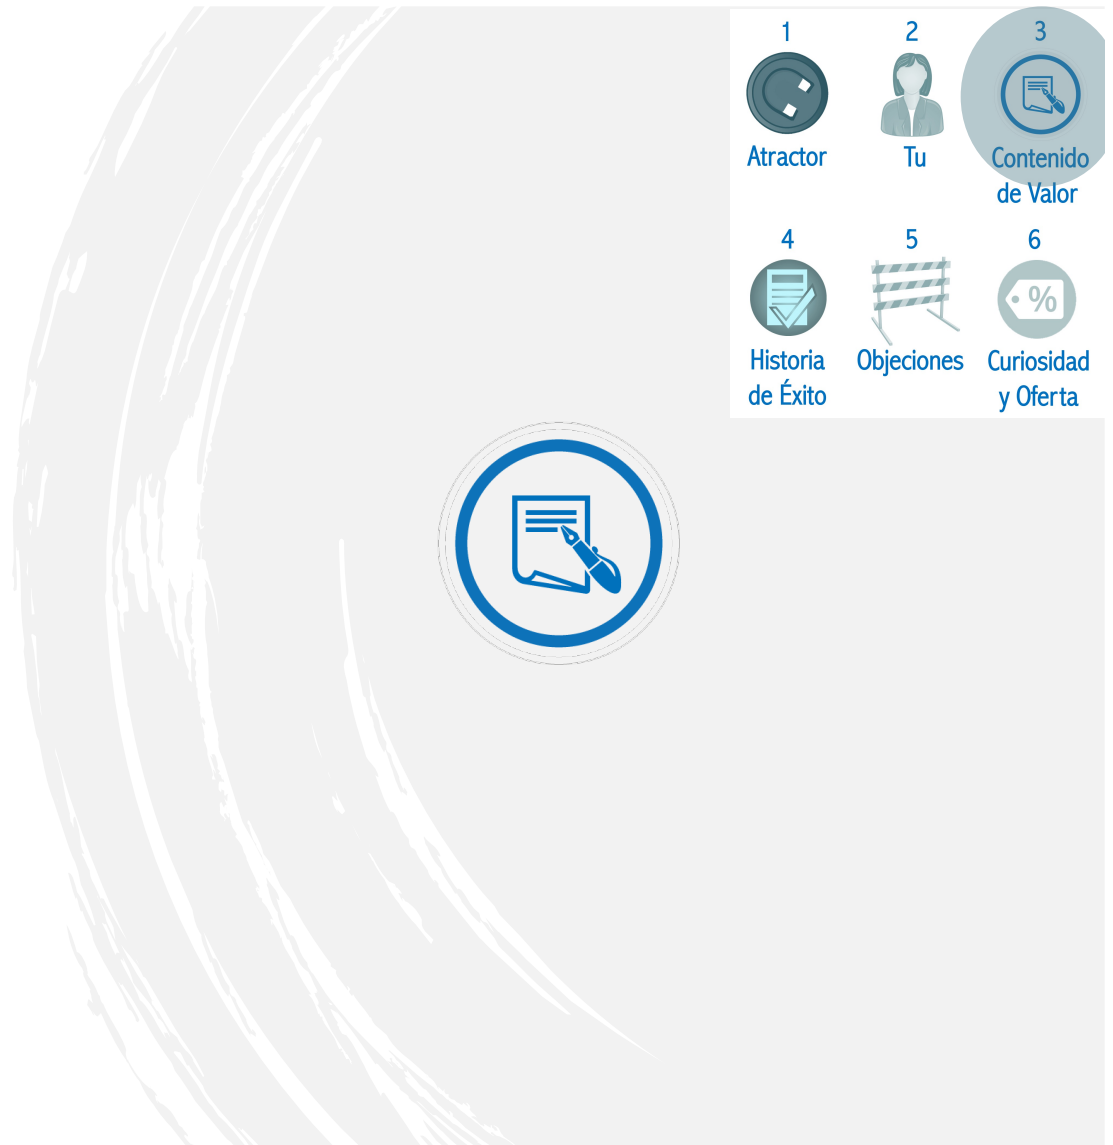 1
Atractor
2
Tu
3
Contenido
de Valor
4
Historia
de Éxito
5
Objeciones
6
%
Curiosidad
y Oferta